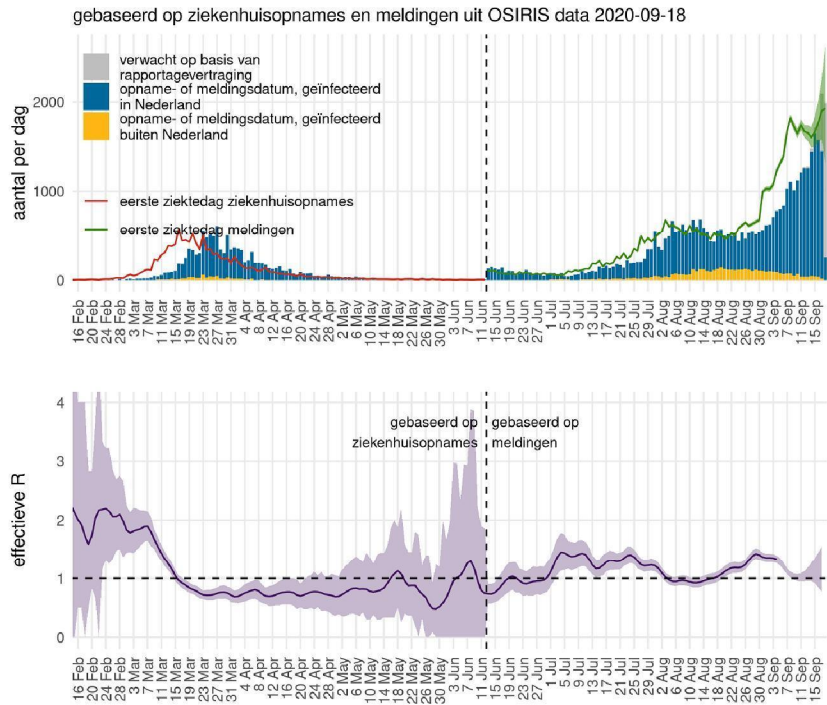 gebaseerd op ziekenhuisopnames en meldingen uit OSIRIS data 2020-09-18
verwacht op basis van
rapportagevertraging
opname- of meldingsdatum, geïnfecteerd
in Nederland
opname- of meldingsdatum, geïnfecteerd
buiten Nederland
eerste ziektedag ziekenhuisopnames
eerste ziektedag meldingen
aantal per dag
2000
1000
0
16 Feb
20 Feb
24 Feb
28 Feb
3 Mar
7 Mar
11 Mar
15 Mar
19 Mar
23 Mar
27 Mar
31 Mar
4 Apr
8 Apr
12 Apr
16 Apr
20 Apr
24 Apr
28 Apr
2 May
6 May
10 May
14 May
18 May
22 May
26 May
30 May
3 Jun
7 Jun
11 Jun
15 Jun
19 Jun
23 Jun
27 Jun
1 Jul
5 Jul
9 Jul
13 Jul
17 Jul
21 Jul
25 Jul
29 Jul
2 Aug
6 Aug
10 Aug
14 Aug
18 Aug
22 Aug
26 Aug
30 Aug
3 Sep
7 Sep
11 Sep
15 Sep
gebaseerd op
ziekenhuisopnames
gebaseerd op
meldingen
effectieve R
4
3
2
1
0
16 Feb
20 Feb
24 Feb
28 Feb
3 Mar
7 Mar
11 Mar
15 Mar
19 Mar
23 Mar
27 Mar
31 Mar
4 Apr
8 Apr
12 Apr
16 Apr
20 Apr
24 Apr
28 Apr
2 May
6 May
10 May
14 May
18 May
22 May
26 May
30 May
3 Jun
7 Jun
11 Jun
15 Jun
19 Jun
23 Jun
27 Jun
1 Jul
5 Jul
9 Jul
13 Jul
17 Jul
21 Jul
25 Jul
29 Jul
2 Aug
6 Aug
10 Aug
14 Aug
18 Aug
22 Aug
26 Aug
30 Aug
3 Sep
7 Sep
11 Sep
15 Sep